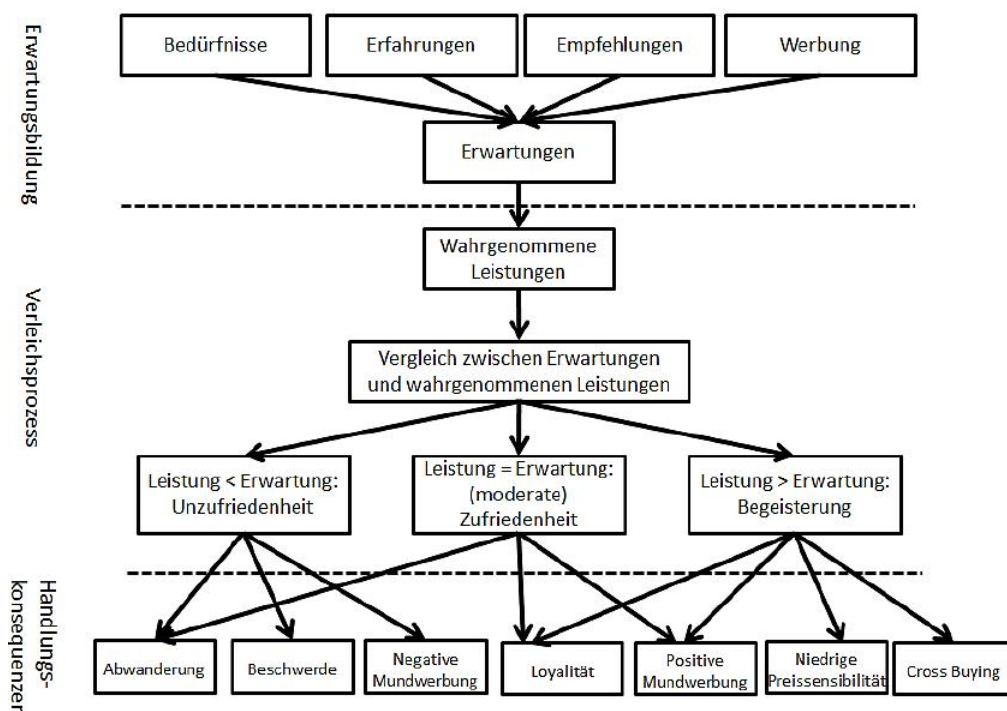 Erwartungsbildung
Bedürfnisse
Erfahrungen
Empfehlungen
Werbung
Erwartungen
Verleichsprozess
Wahrgenommene
Leistungen
Vergleich zwischen Erwartungen
und wahrgenommenen Leistungen
Leistung < Erwartung:
Unzufriedenheit
Leistung = Erwartung:
(moderate)
Zufriedenheit
Leistung > Erwartung:
Begeisterung
Handlungs-
konsequenzen
Abwanderung
Beschwerde
Negative
Mundwerbung
Loyalität
Positive
Mundwerbung
Niedrige
Preissensibilität
Cross Buying